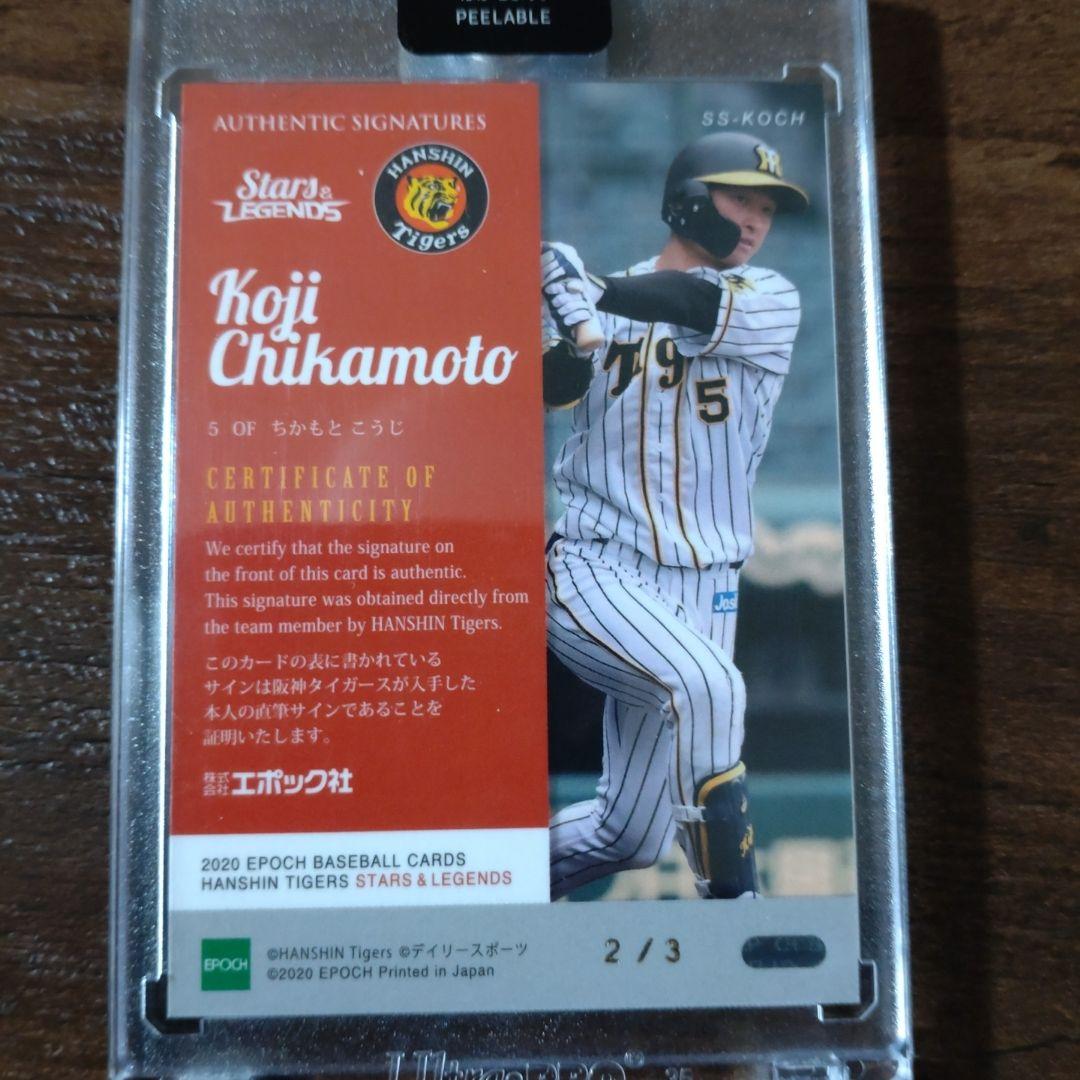 PEELABLE
AUTHENTIC SIGNATURES
SS-KOCH
Stars &
LEGENDS
HANSHIN
Tigers
Koji
Chikamoto
5 OF ちかもと こうじ
CERTIFICATE OF
AUTHENTICITY
We certify that the signature on
the front of this card is authentic.
This signature was obtained directly from
the team member by HANSHIN Tigers.
このカードの表に書かれている
サインは阪神タイガースが入手した
本人の直筆サインであることを
証明いたします。
株式会社エポック社
5
2020 EPOCH BASEBALL CARDS
HANSHIN TIGERS STARS & LEGENDS
EPOCH
©HANSHIN Tigers ©デイリースポーツ
©2020 EPOCH Printed in Japan
2 / 3